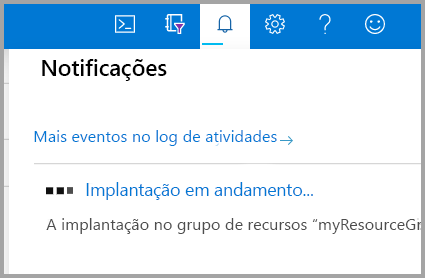 Notificações
Mais eventos no log de atividades
Implantação em andamento...
A implantação no grupo de recursos “myResourceGr